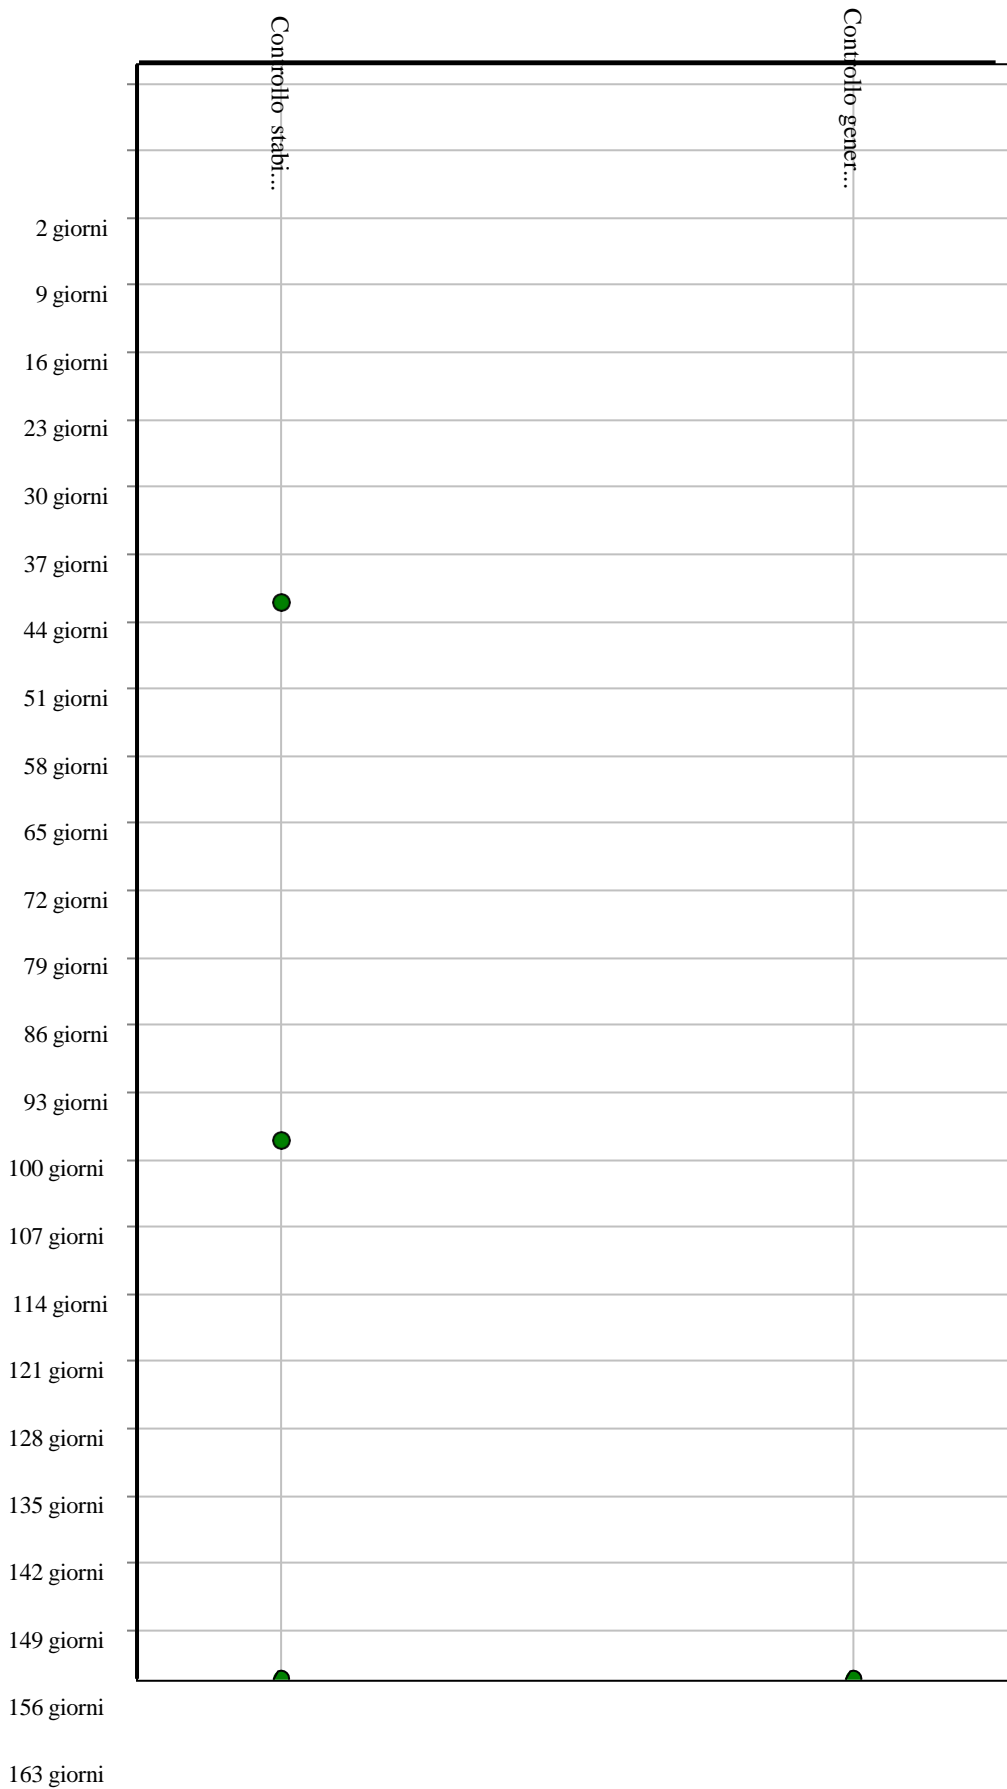 Controllo stabi...
Controllo gener...
2 giorni
9 giorni
16 giorni
23 giorni
30 giorni
37 giorni
44 giorni
51 giorni
58 giorni
65 giorni
72 giorni
79 giorni
86 giorni
93 giorni
100 giorni
107 giorni
114 giorni
121 giorni
128 giorni
135 giorni
142 giorni
149 giorni
156 giorni
163 giorni